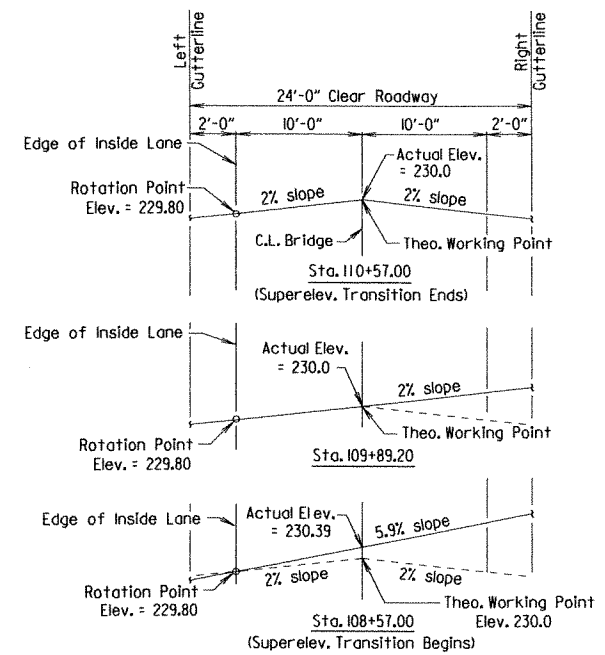 Left
Gutterline
Right
Gutterline
24'-0" Clear Roadway
2'-0" 10'-0" 10'-0" 2'-0"
Edge of Inside Lane
Actual Elev.
= 230.0
Rotation Point
Elev. = 229.80
2% slope
2% slope
C.L. Bridge
Theo. Working Point
Sta. 110+57.00
(Superelev. Transition Ends)
Edge of Inside Lane
Actual Elev.
= 230.0
2% slope
Theo. Working Point
Rotation Point
Elev. = 229.80
Sta. 109+89.20
Edge of Inside Lane
Actual Elev.
= 230.39
5.9% slope
2% slope
2% slope
Rotation Point
Elev. = 229.80
Theo. Working Point
Elev. 230.0
Sta. 108+57.00
(Superelev. Transition Begins)